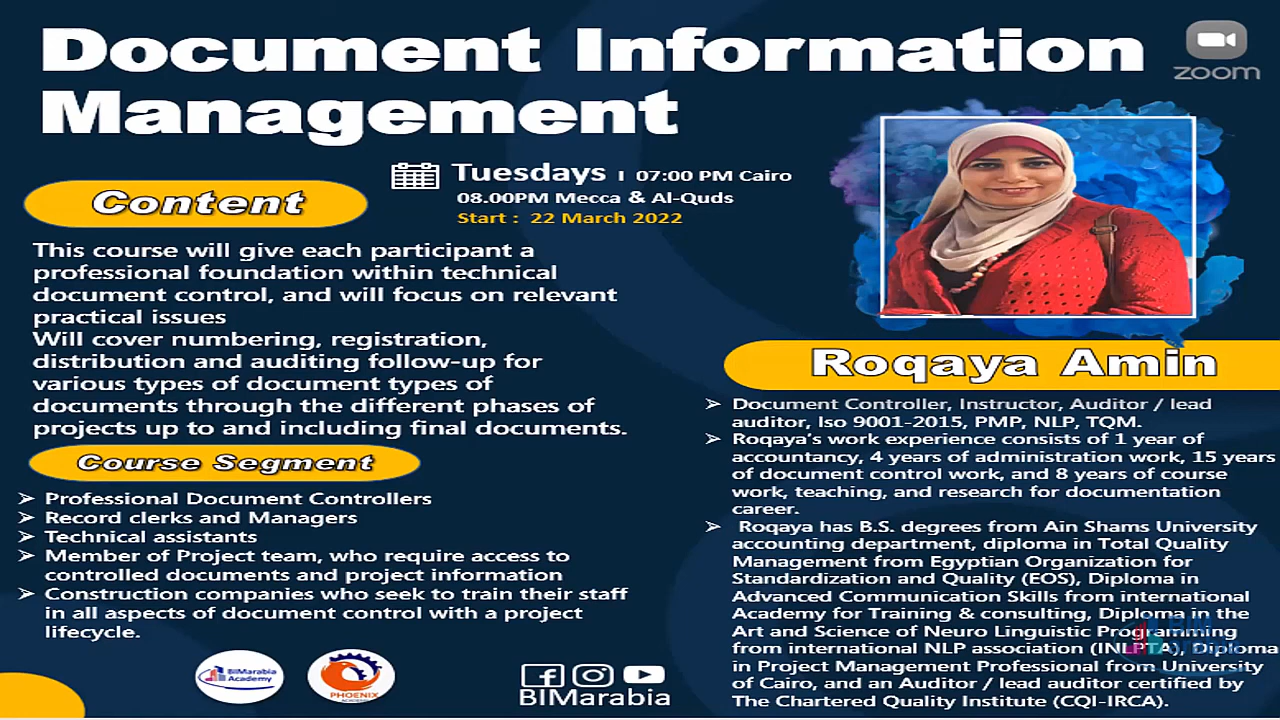 Document Information
Management
zoom
Tuesdays I 07:00 PM Cairo
08.00PM Mecca & Al-Quds
Start : 22 March 2022
Content
This course will give each participant a
professional foundation within technical
document control, and will focus on relevant
practical issues
Will cover numbering, registration,
distribution and auditing follow-up for
various types of document types of
documents through the different phases of
projects up to and including final documents.
Course Segment
Professional Document Controllers
Record clerks and Managers
Technical assistants
Member of Project team, who require access to
controlled documents and project information
Construction companies who seek to train their staff
in all aspects of document control with a project
lifecycle.
BIMarabia
Academy
PHOENIX
BIMarabia
Roqaya Amin
Document Controller, Instructor, Auditor / lead
auditor, Iso 9001-2015, PMP, NLP, TQM.
Roqaya's work experience consists of 1 year of
accountancy, 4 years of administration work, 15 years
of document control work, and 8 years of course
work, teaching, and research for documentation
career.
Roqaya has B.S. degrees from Ain Shams University
accounting department, diploma in Total Quality
Management from Egyptian Organization for
Standardization and Quality (EOS), Diploma in
Advanced Communication Skills from international
Academy for Training & consulting, Diploma in the
Art and Science of Neuro Linguistic Programming
from international NLP association (INLPTA), Diploma
in Project Management Professional from University
of Cairo, and an Auditor / lead auditor certified by
The Chartered Quality Institute (CQI-IRCA).